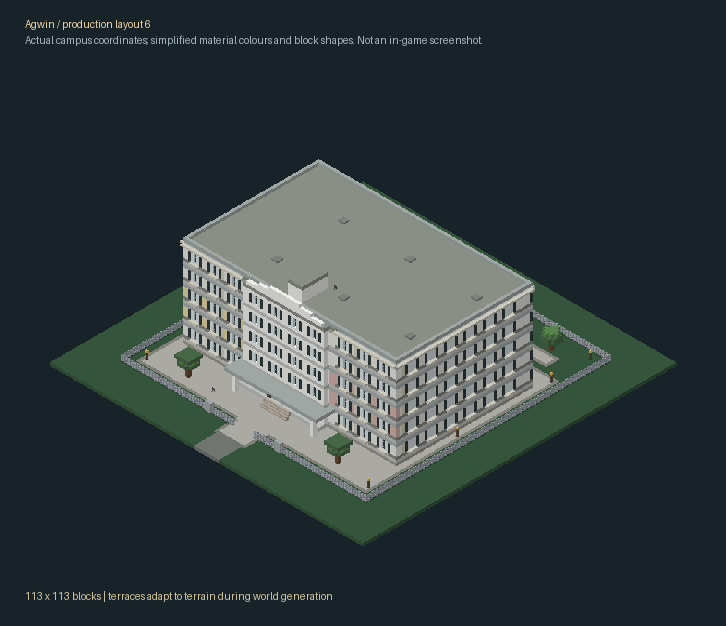 Agwin / production layout 6
Actual campus coordinates; simplified material colours and block shapes. Not an in-game screenshot.
113 x 113 blocks | terraces adapt to terrain during world generation